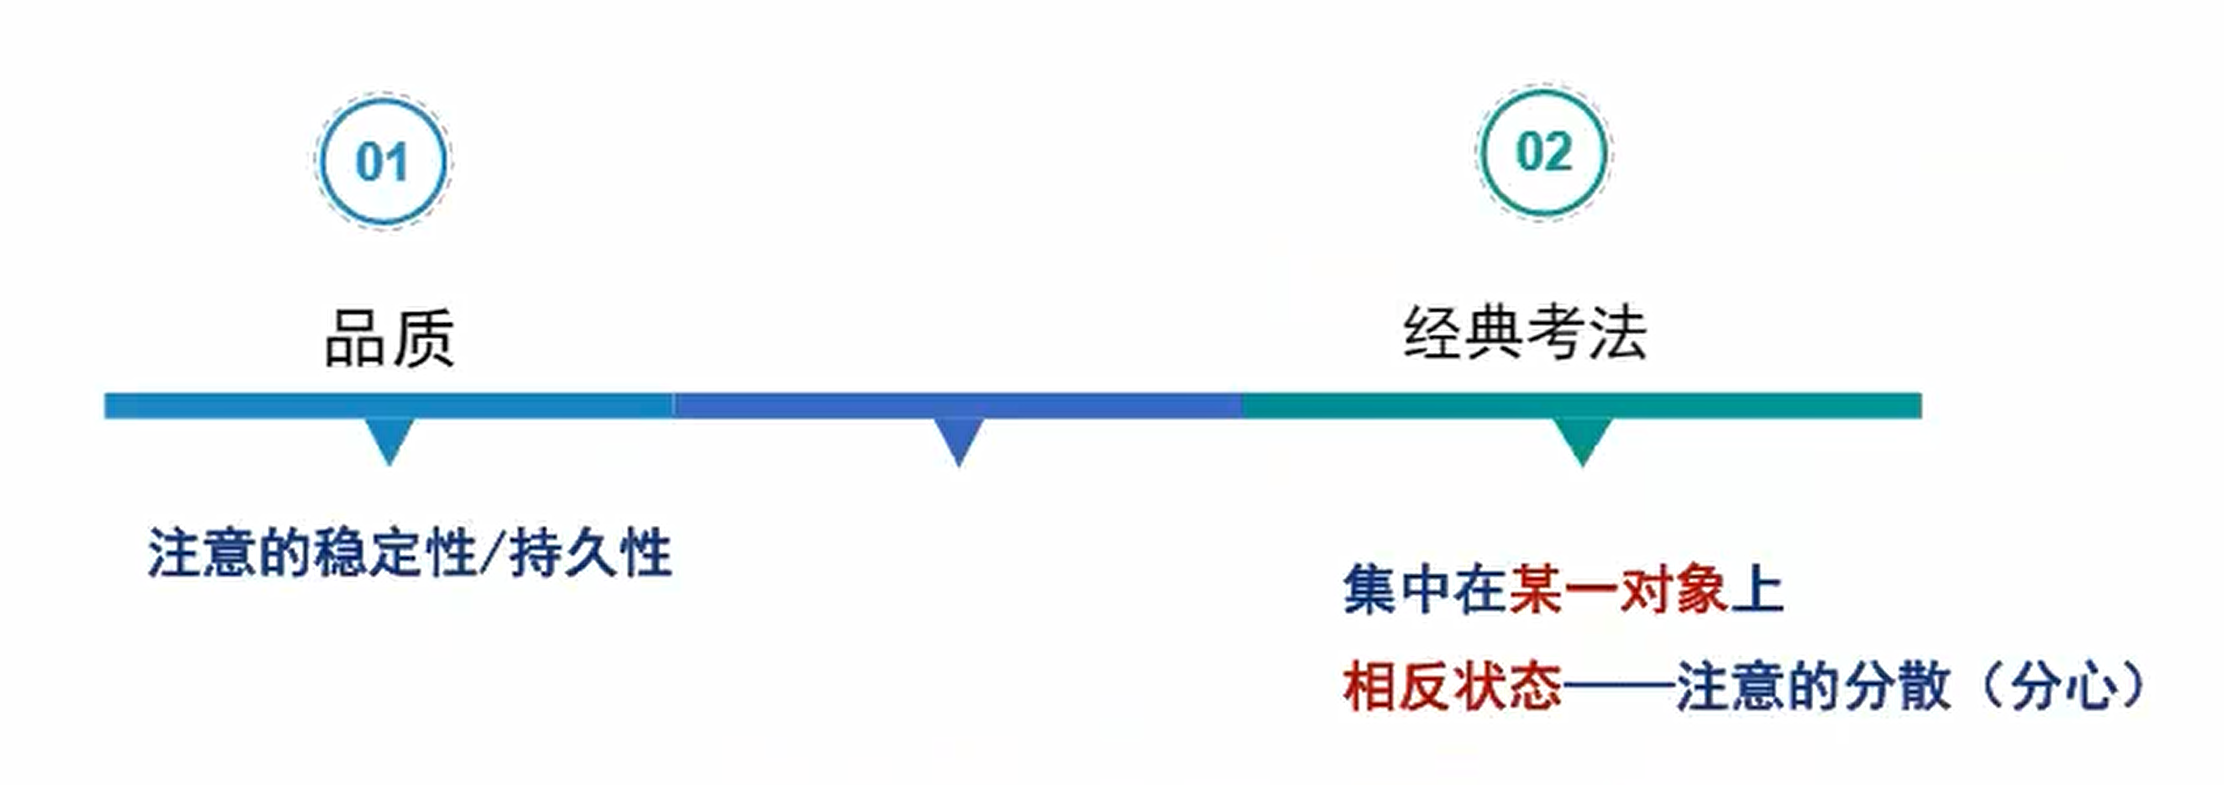 01
品质
注意的稳定性/持久性
02
经典考法
集中在某一对象上
相反状态——注意的分散（分心）